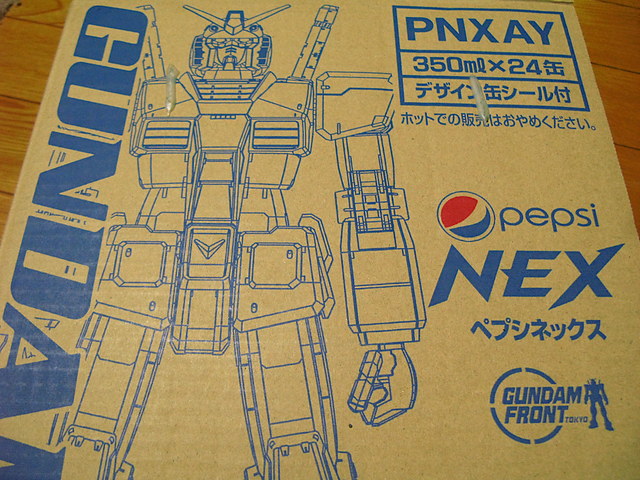 GUNDAM
PNXAY
350ml×24缶
デザイン缶シール付
ホットでの販売はおやめください。
pepsi
NEX
ペプシネックス
GUNDAM
FRONT
TOKYO